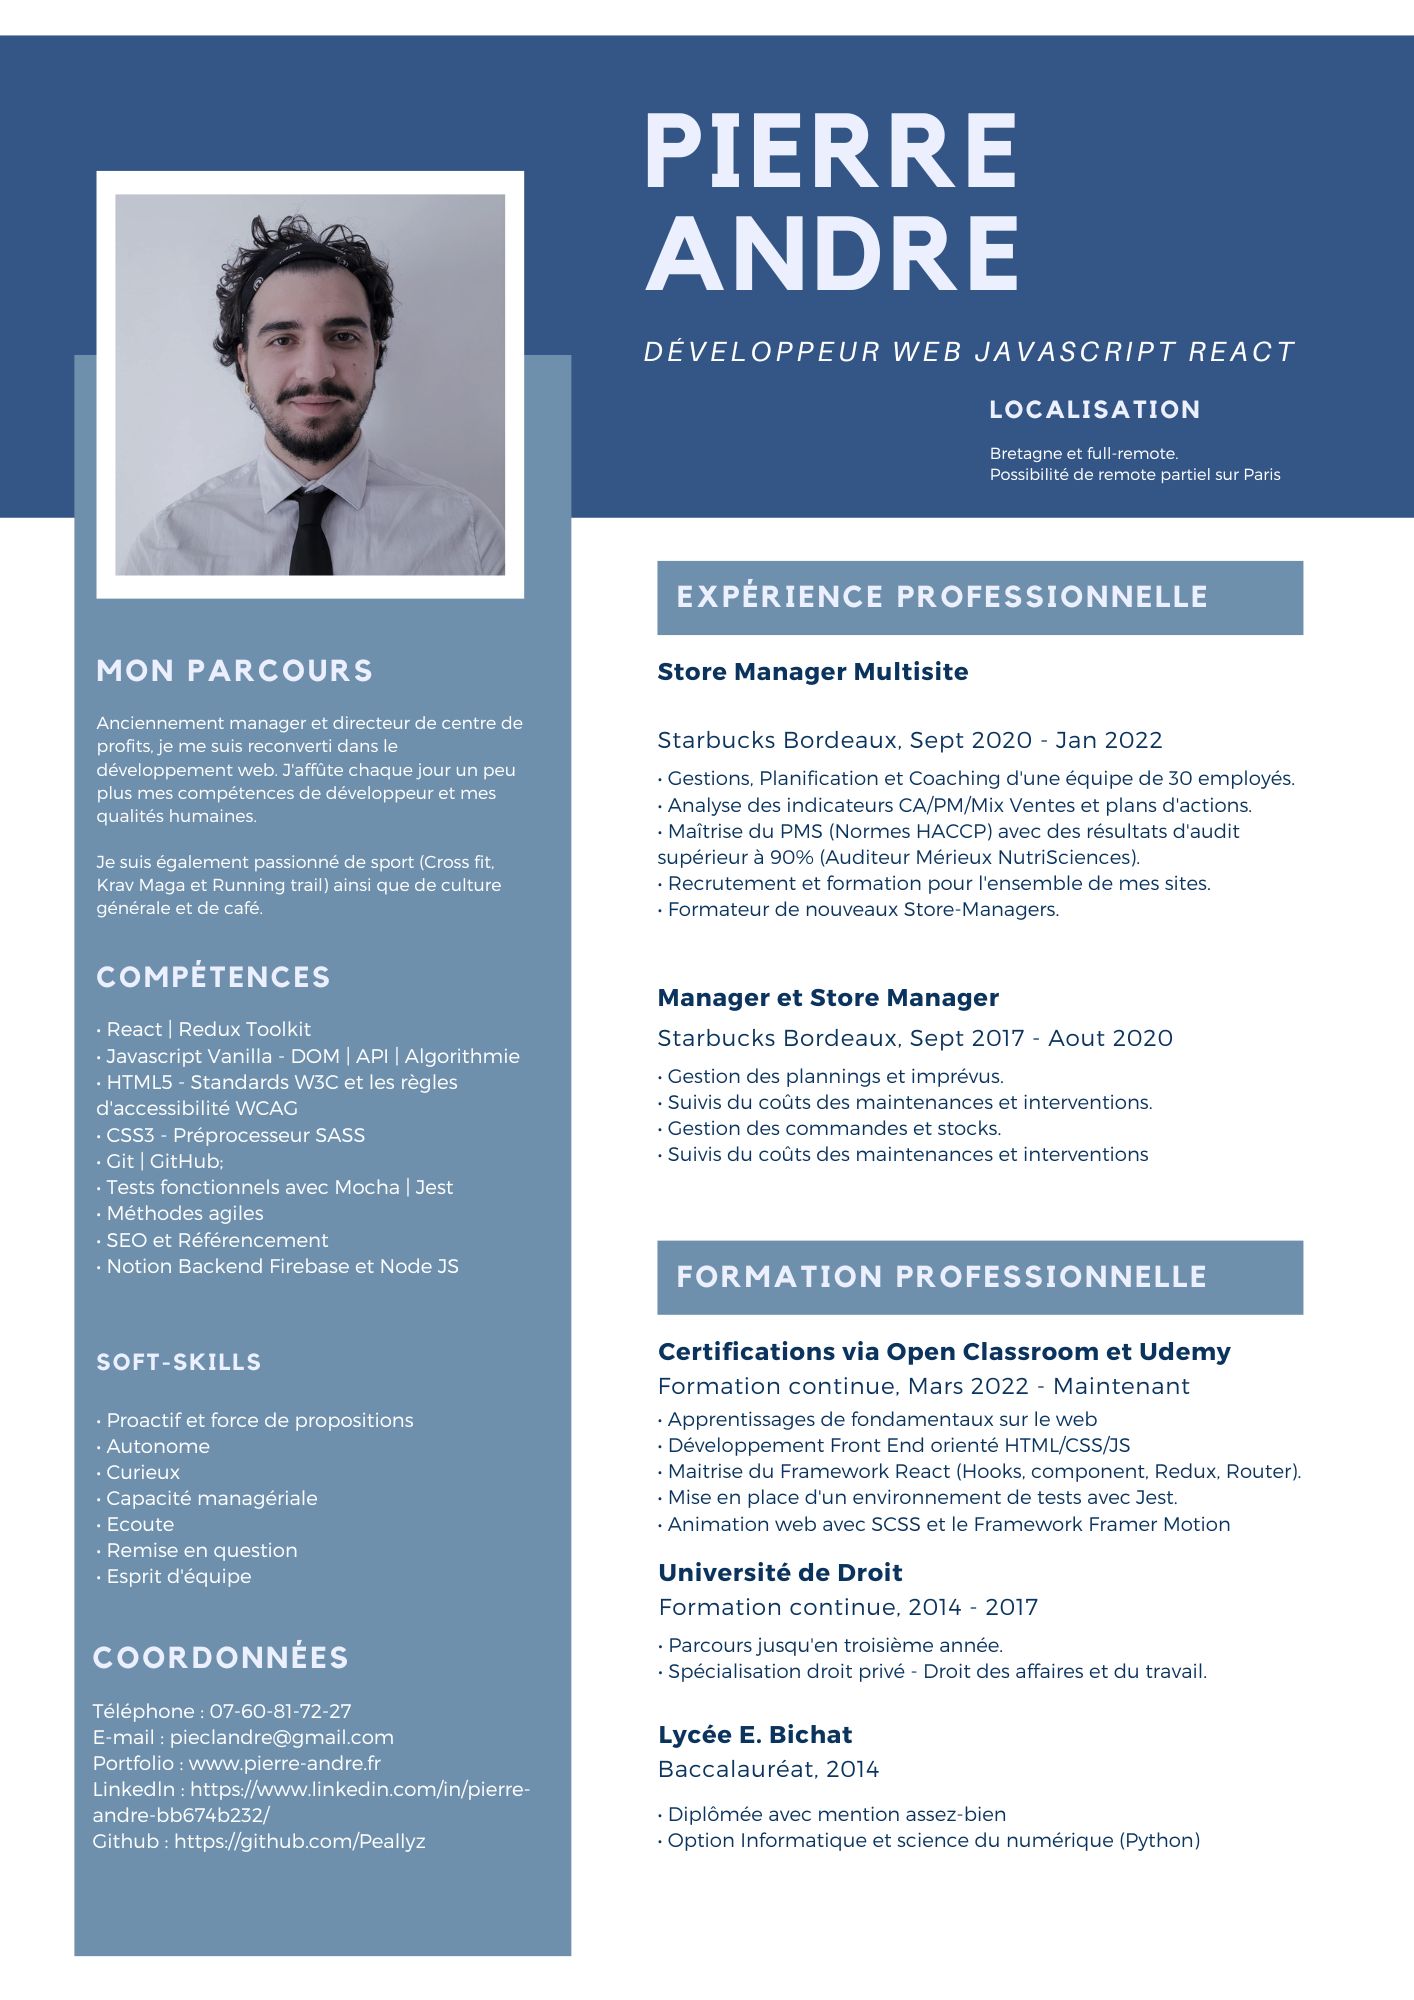 PIERRE
ANDRE
DÉVELOPPEUR WEB JAVASCRIPT REACT
LOCALISATION
Bretagne et full-remote.
Possibilité de remote partiel sur Paris
MON PARCOURS
Anciennement manager et directeur de centre de
profits, je me suis reconverti dans le
développement web. J'affûte chaque jour un peu
plus mes compétences de développeur et mes
qualités humaines.
Je suis également passionné de sport (Cross fit,
Krav Maga et Running trail) ainsi que de culture
générale et de café.
COMPÉTENCES
• React | Redux Toolkit
• Javascript Vanilla - DOM | API | Algorithmie
• HTML5 - Standards W3C et les règles
d'accessibilité WCAG
• CSS3 - Préprocesseur SASS
• Git | GitHub;
• Tests fonctionnels avec Mocha | Jest
• Méthodes agiles
• SEO et Référencement
• Notion Backend Firebase et Node JS
SOFT-SKILLS
• Proactif et force de propositions
• Autonome
• Curieux
• Capacité managériale
• Ecoute
• Remise en question
• Esprit d'équipe
COORDONNÉES
Téléphone : 07-60-81-72-27
E-mail : pieclandre@gmail.com
Portfolio : www.pierre-andre.fr
LinkedIn : https://www.linkedin.com/in/pierre-
andre-bb674b232/
Github : https://github.com/Peallyz
EXPÉRIENCE PROFESSIONNELLE
Store Manager Multisite
Starbucks Bordeaux, Sept 2020 - Jan 2022
• Gestions, Planification et Coaching d'une équipe de 30 employés.
• Analyse des indicateurs CA/PM/Mix Ventes et plans d'actions.
• Maîtrise du PMS (Normes HACCP) avec des résultats d'audit
supérieur à 90% (Auditeur Mérieux NutriSciences).
• Recrutement et formation pour l'ensemble de mes sites.
• Formateur de nouveaux Store-Managers.
Manager et Store Manager
Starbucks Bordeaux, Sept 2017 - Aout 2020
• Gestion des plannings et imprévus.
• Suivis du coûts des maintenances et interventions.
• Gestion des commandes et stocks.
• Suivis du coûts des maintenances et interventions
FORMATION PROFESSIONNELLE
Certifications via Open Classroom et Udemy
Formation continue, Mars 2022 - Maintenant
• Apprentissages de fondamentaux sur le web
• Développement Front End orienté HTML/CSS/JS
• Maitrise du Framework React (Hooks, component, Redux, Router).
• Mise en place d'un environnement de tests avec Jest.
• Animation web avec SCSS et le Framework Framer Motion
Université de Droit
Formation continue, 2014 - 2017
• Parcours jusqu'en troisième année.
• Spécialisation droit privé - Droit des affaires et du travail.
Lycée E. Bichat
Baccalauréat, 2014
• Diplômée avec mention assez-bien
• Option Informatique et science du numérique (Python)